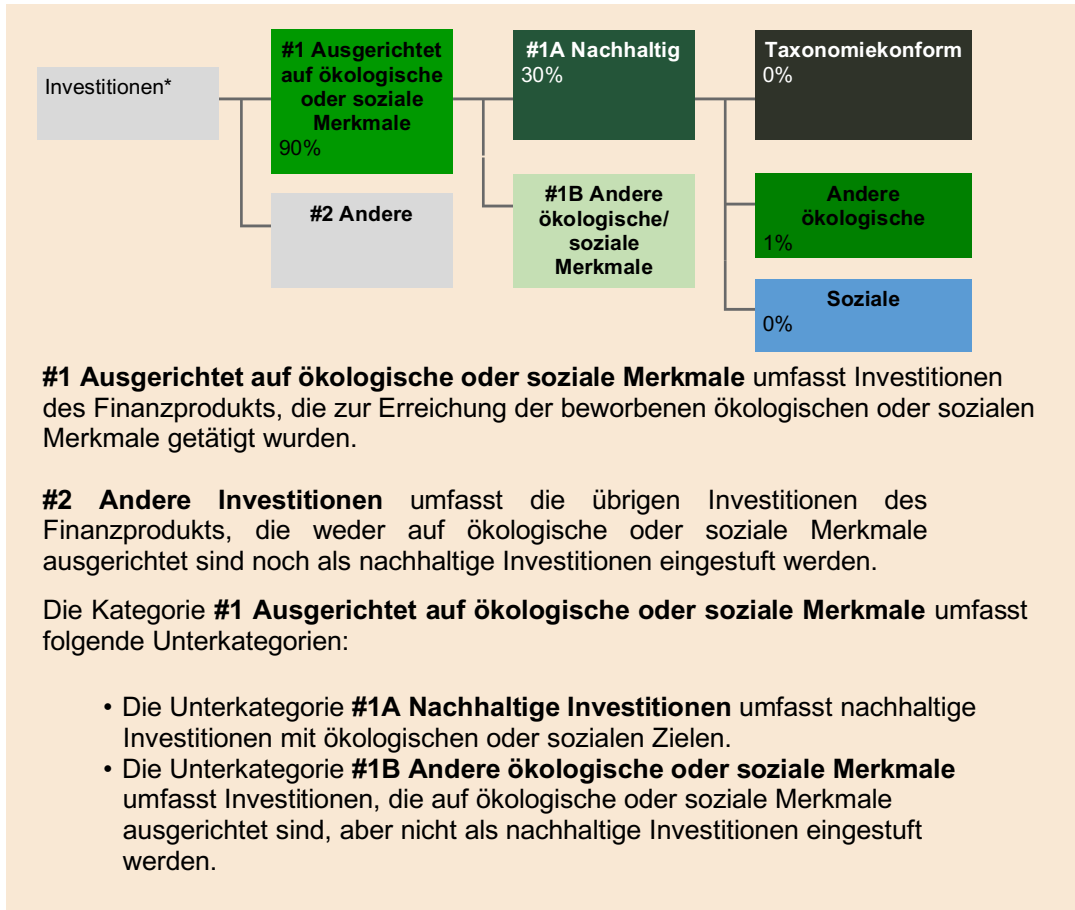 Investitionen*
#1 Ausgerichtet
auf ökologische
oder soziale
Merkmale
90%
#2 Andere
#1A Nachhaltig
30%
#1B Andere
ökologische/
soziale
Merkmale
Taxonomiekonform
0%
Andere
ökologische
1%
Soziale
0%
#1 Ausgerichtet auf ökologische oder soziale Merkmale umfasst Investitionen
des Finanzprodukts, die zur Erreichung der beworbenen ökologischen oder sozialen
Merkmale getätigt wurden.
#2 Andere Investitionen umfasst die übrigen Investitionen des
Finanzprodukts, die weder auf ökologische oder soziale Merkmale
ausgerichtet sind noch als nachhaltige Investitionen eingestuft werden.
Die Kategorie #1 Ausgerichtet auf ökologische oder soziale Merkmale umfasst
folgende Unterkategorien:
• Die Unterkategorie #1A Nachhaltige Investitionen umfasst nachhaltige
Investitionen mit ökologischen oder sozialen Zielen.
• Die Unterkategorie #1B Andere ökologische oder soziale Merkmale
umfasst Investitionen, die auf ökologische oder soziale Merkmale
ausgerichtet sind, aber nicht als nachhaltige Investitionen eingestuft
werden.